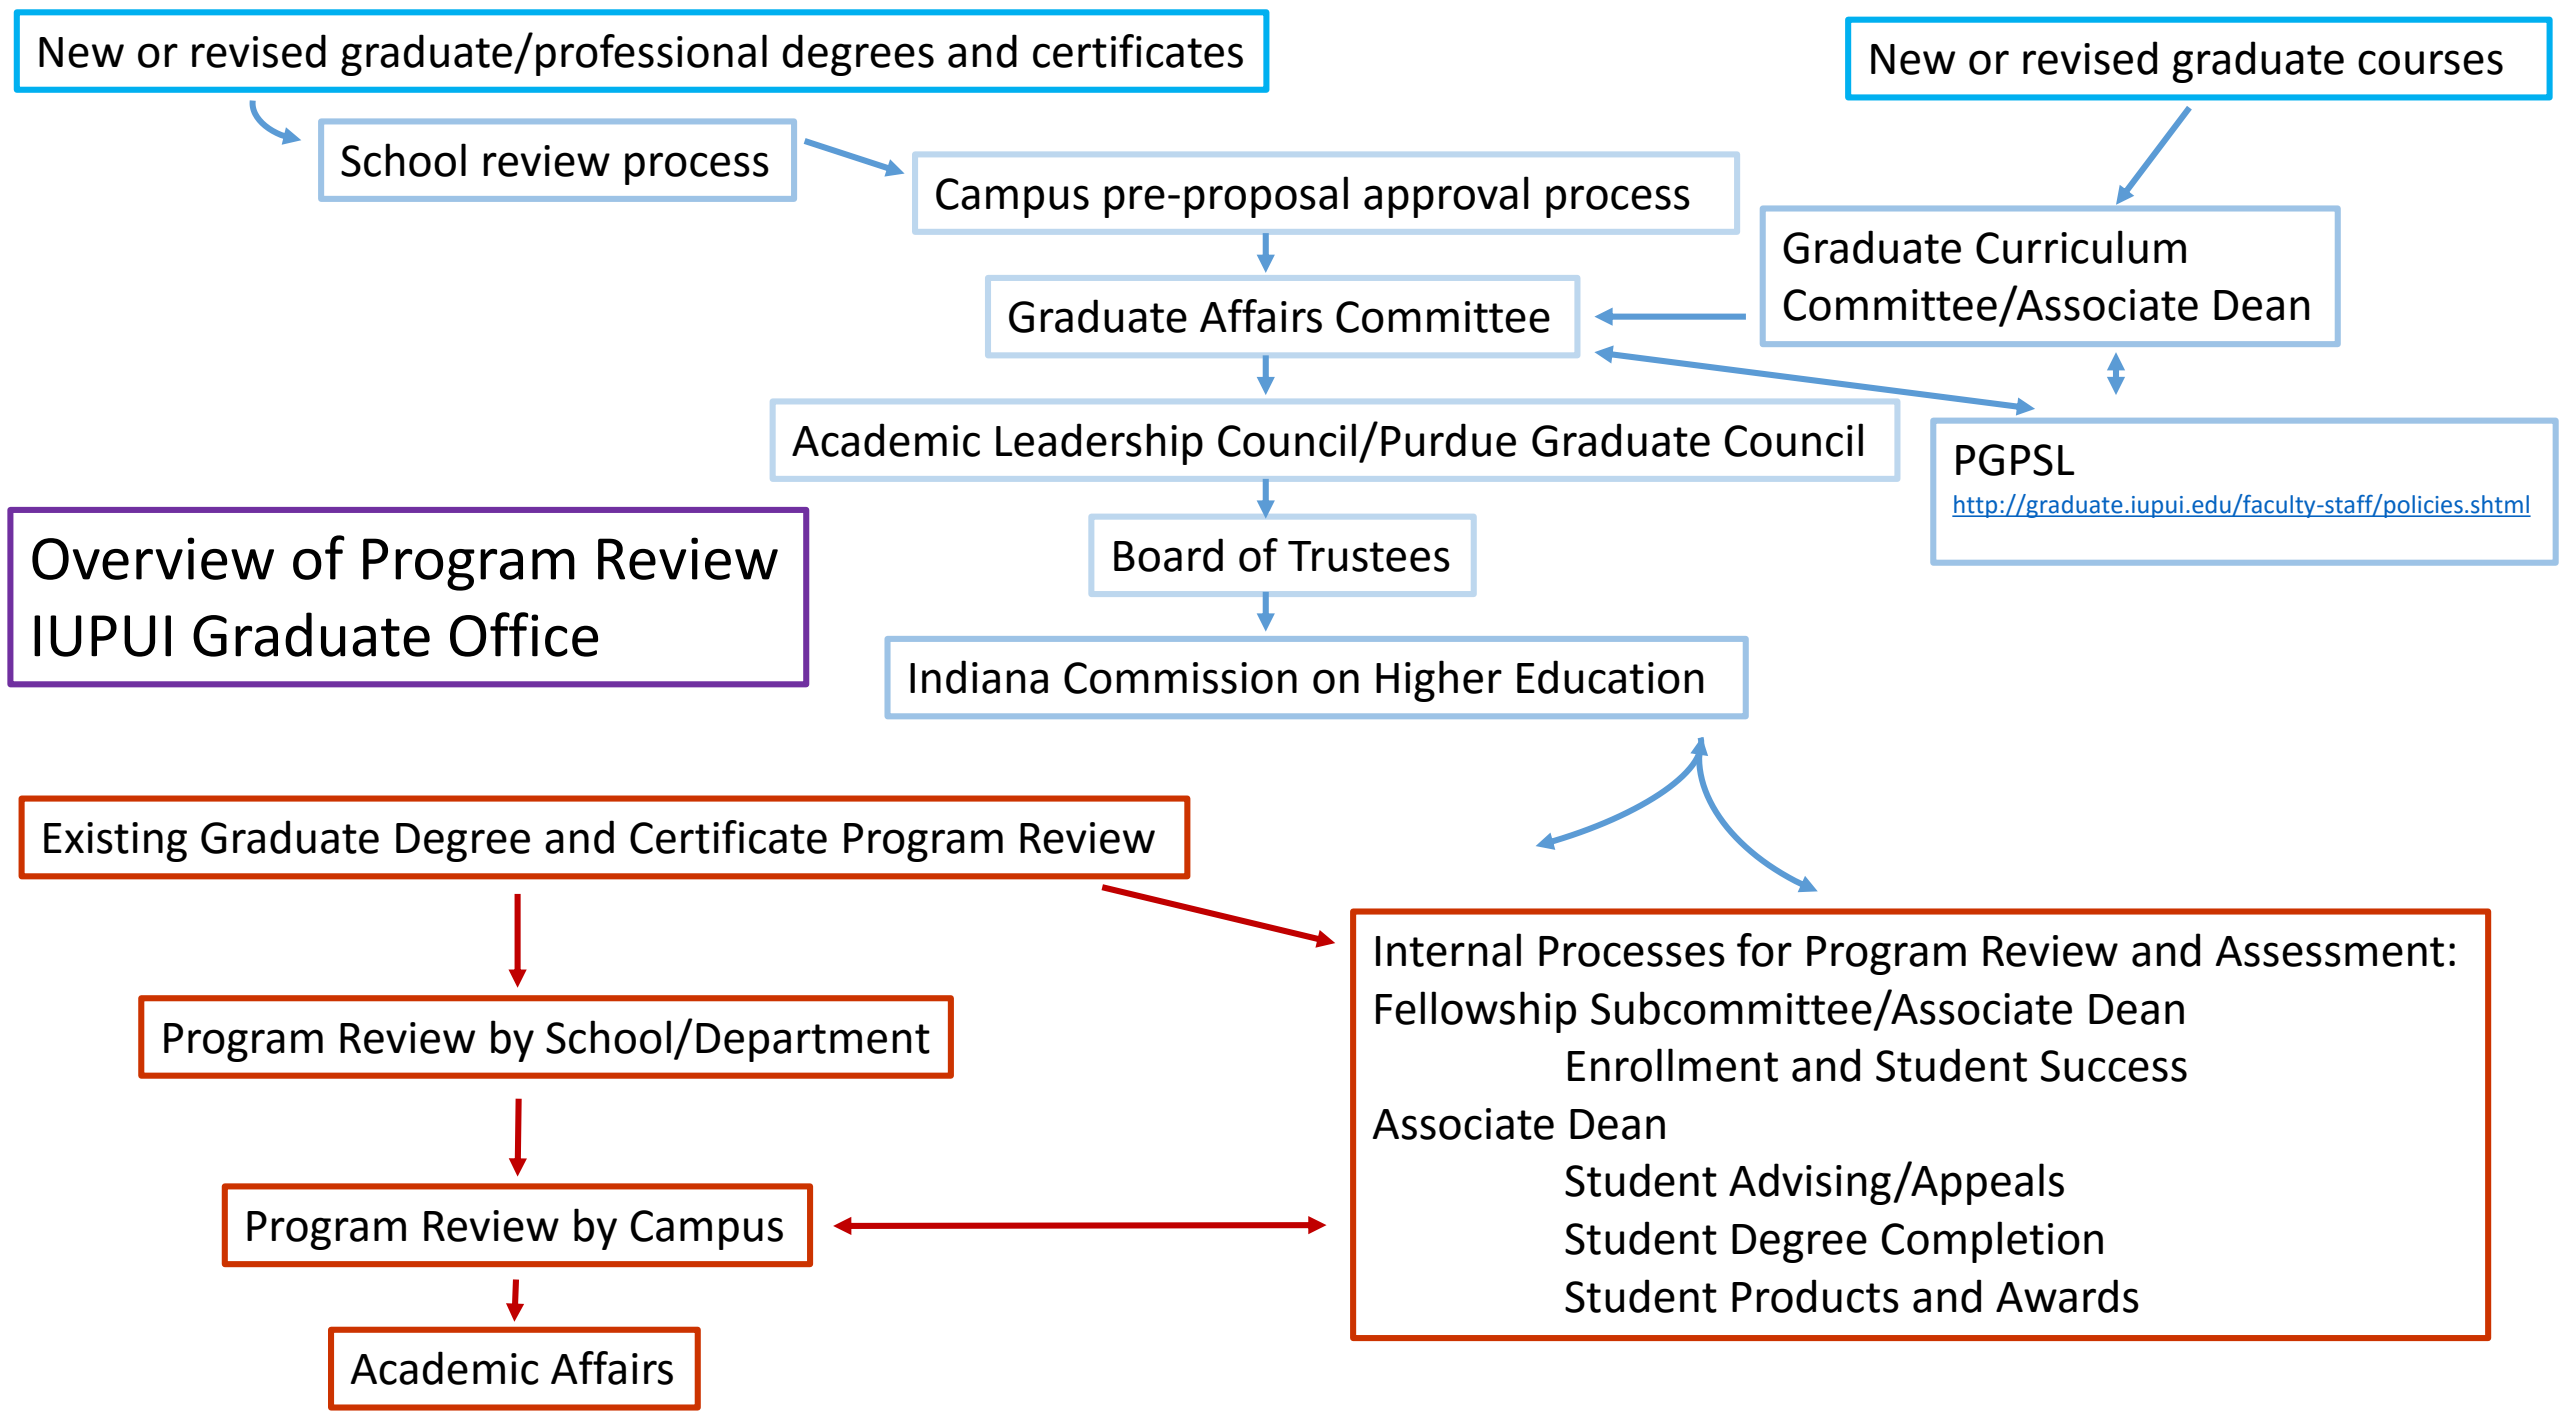 New or revised graduate/professional degrees and certificates
New or revised graduate courses
School review process
Campus pre-proposal approval process
Graduate Curriculum
Committee/Associate Dean
Graduate Affairs Committee
Academic Leadership Council/Purdue Graduate Council
PGPSL
http://graduate.iupui.edu/faculty-staff/policies.shtml
Board of Trustees
Overview of Program Review
IUPUI Graduate Office
Indiana Commission on Higher Education
Existing Graduate Degree and Certificate Program Review
Internal Processes for Program Review and Assessment:
Fellowship Subcommittee/Associate Dean
Enrollment and Student Success
Associate Dean
Student Advising/Appeals
Student Degree Completion
Student Products and Awards
Program Review by School/Department
Program Review by Campus
Academic Affairs